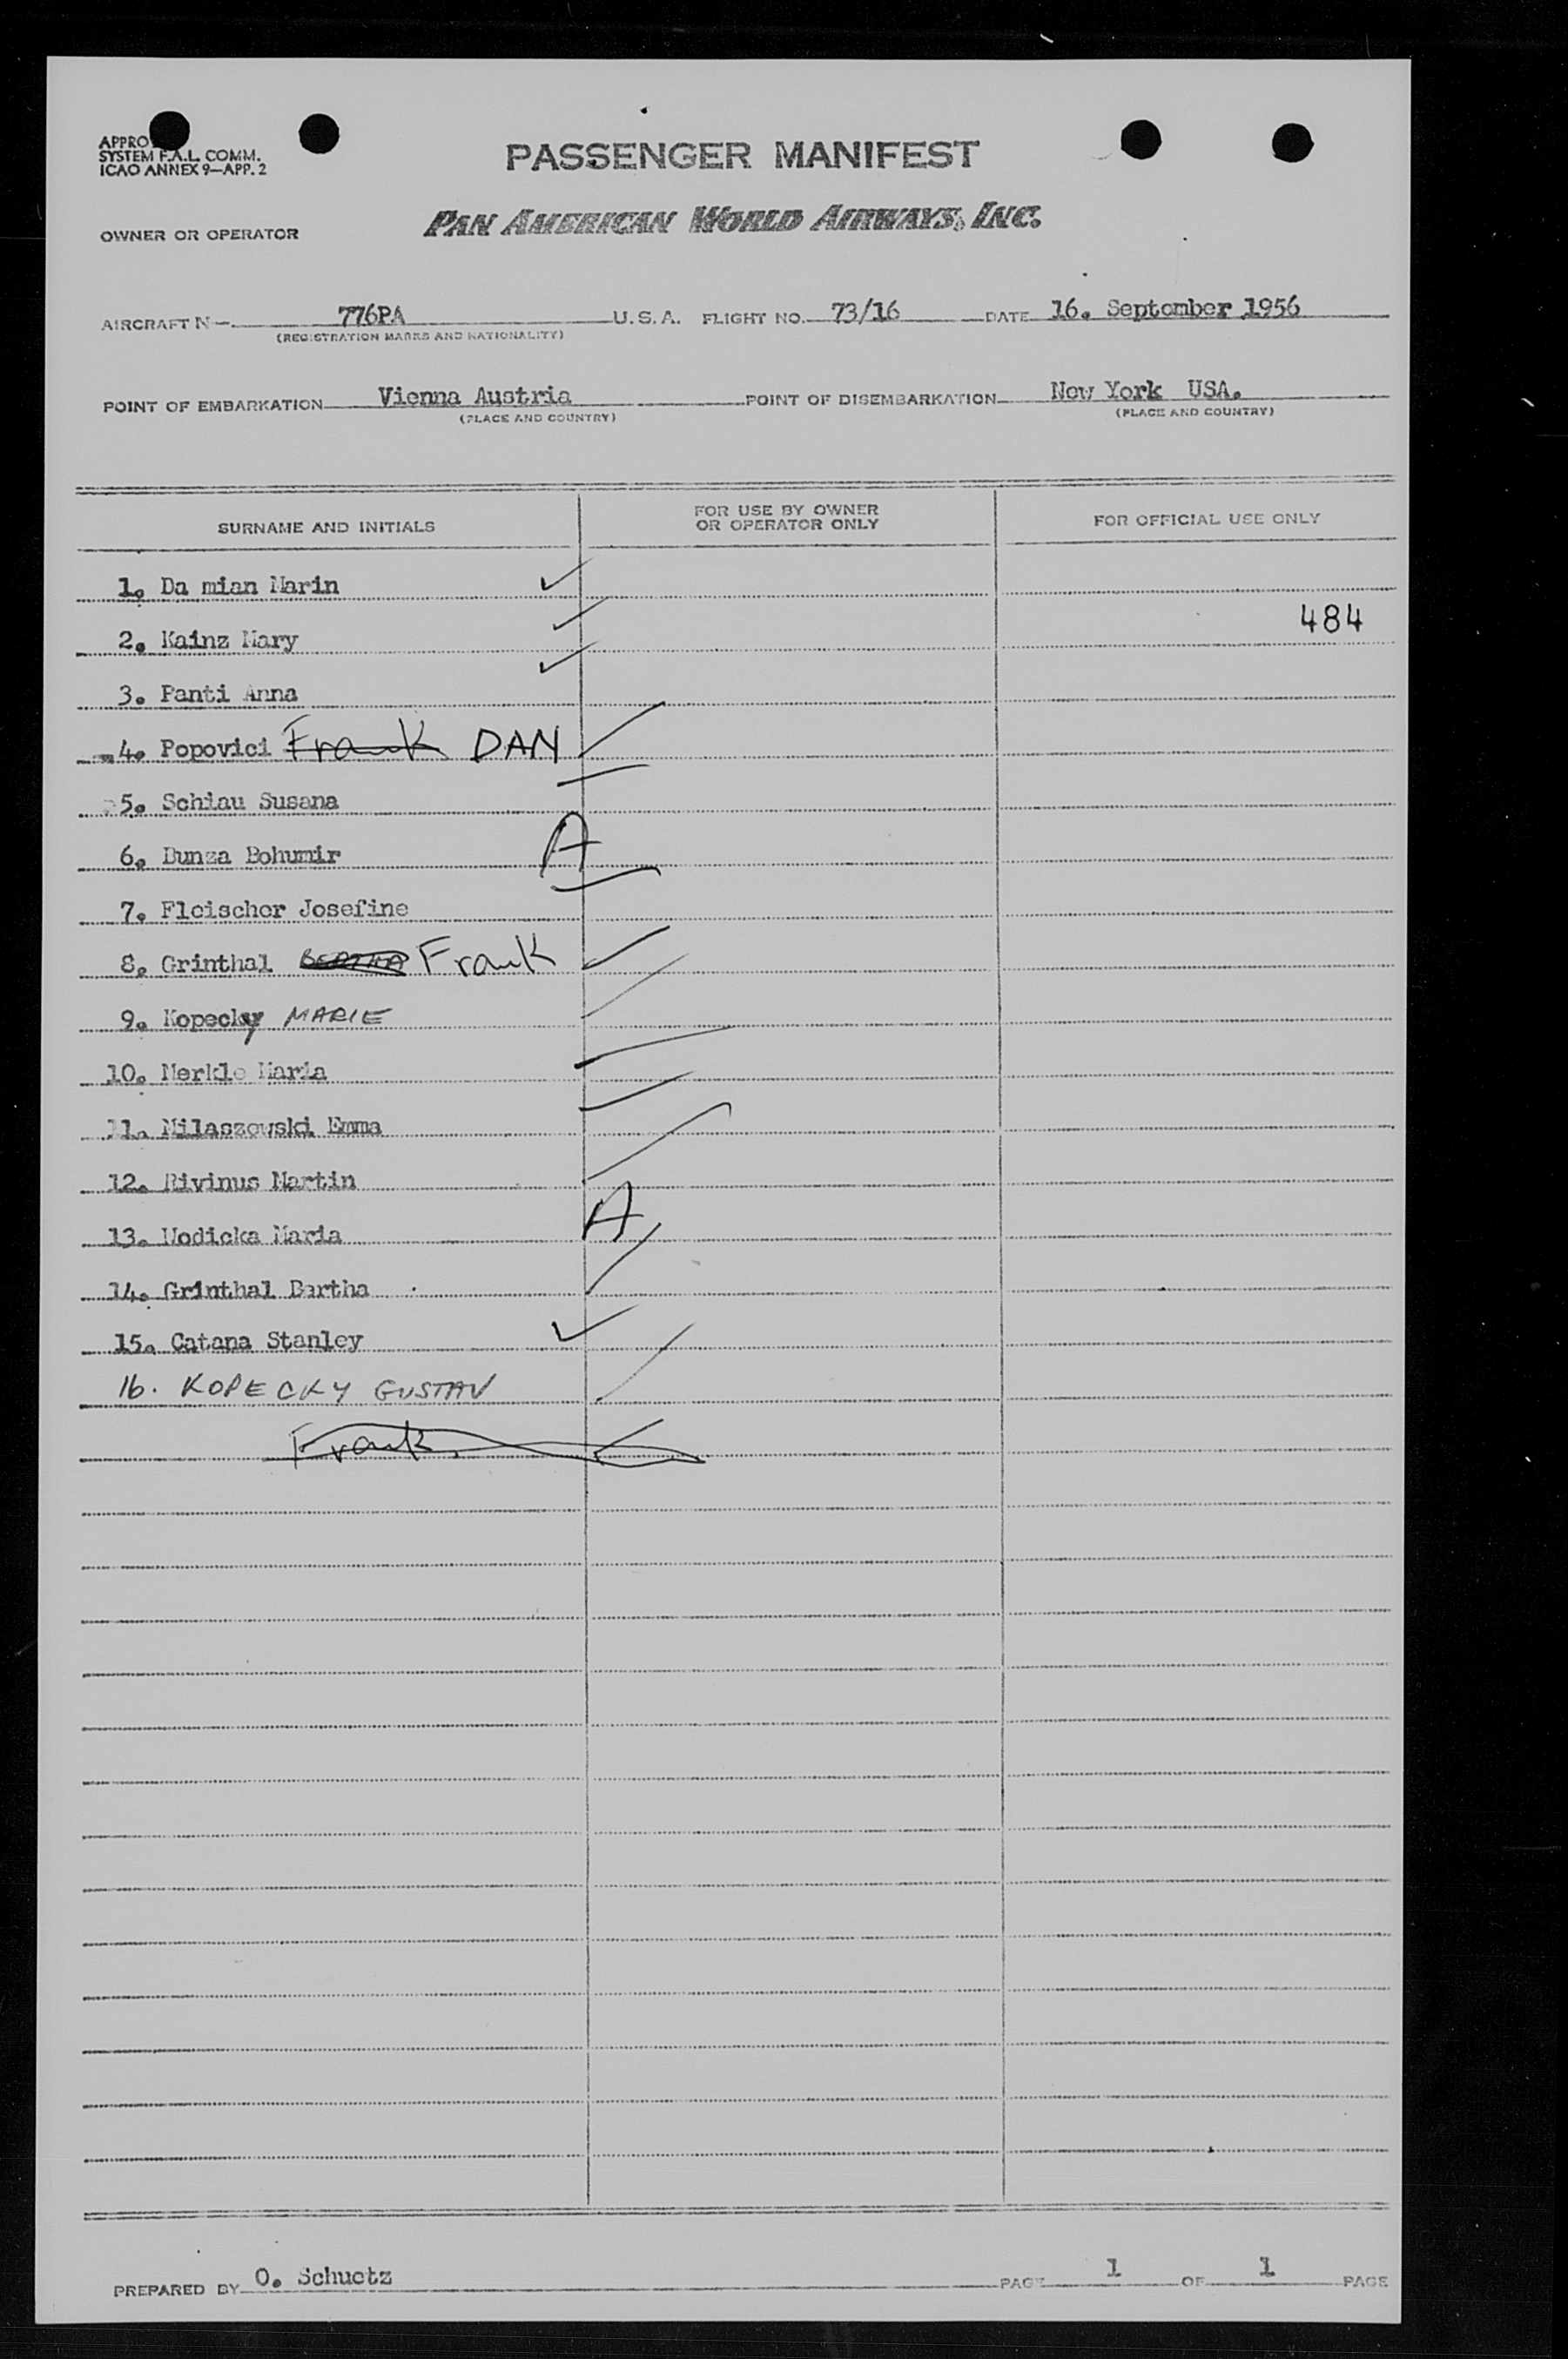 APPRO
SYSTEM F.A.L. COMM.
ICAO ANNEX 9—APP. 2
PASSENGER MANIFEST
OWNER OR OPERATOR PAN AMERICAN WORLD AIRWAYS, INC.
AIRCRAFT N—. 776PA U.S.A. FLIGHT NO. 73/16 DATE 16. September 1956
(REGISTRATION MARKS AND NATIONALITY)
POINT OF EMBARKATION Vienna Austria POINT OF DISEMBARKATION New York USA.
(PLACE AND COUNTRY) (PLACE AND COUNTRY)
SURNAME AND INITIALS FOR USE BY OWNER OR OPERATOR ONLY FOR OFFICIAL USE ONLY
1. Da mian Marin ✓
484
2. Kainz Mary ✓
3. Panti Anna ✓
4. Popovici Frank DAN ✓
5. Schiau Susana
6. Bunza Bohumir A
7. Fleischer Josefine
8. Grinthal BERTHA Frank ✓
9. Kopecky MARIE
10. Merkle Maria
11. Milaszewski Emma
12. Rivinus Martin
13. Wodicka Maria A
14. Grinthal Bertha
15. Catana Stanley ✓
16. KOPECKY GUSTAV
Frank
PREPARED BY O. Schuetz PAGE 1 OF 1 PAGE